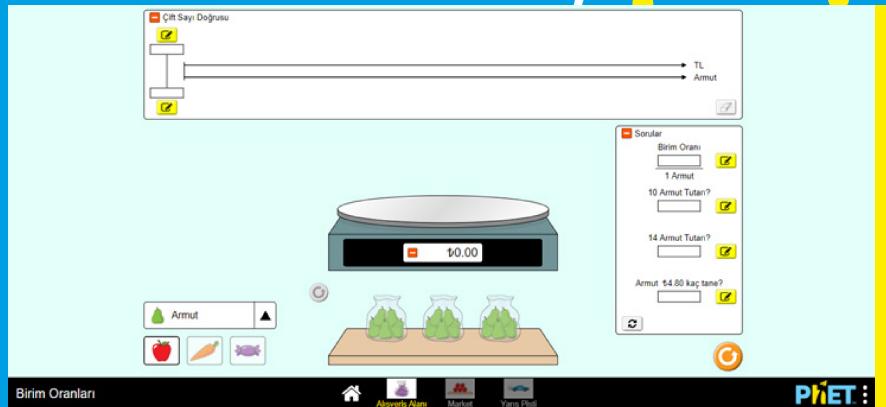 Çift Sayı Doğrusu
TL
Armut
Sorular
Birim Oranı
1 Armut
10 Armut Tutarı?
14 Armut Tutarı?
Armut ₺4.80 kaç tane?
₺0.00
Armut
Birim Oranları
Alışveriş Alanı
Market
Yarış Pisti
PhET